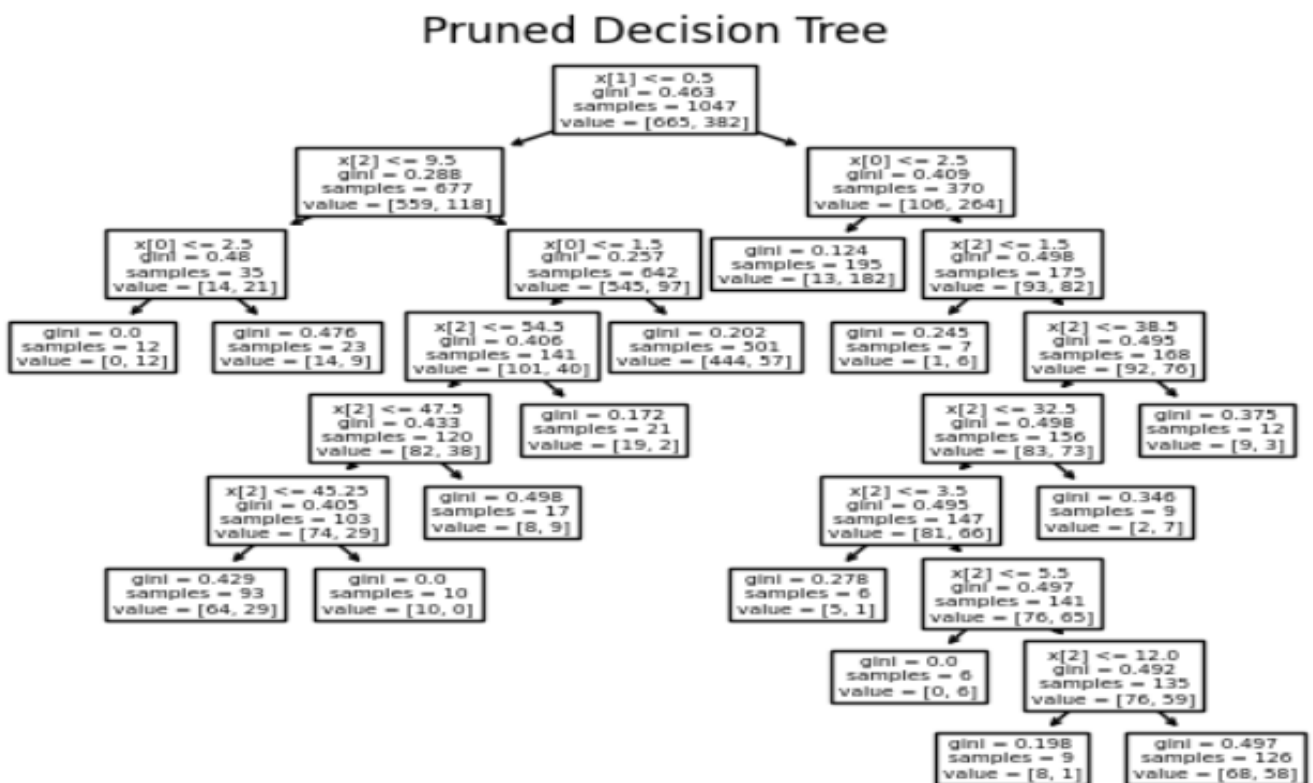 Pruned Decision Tree
x[1] <= 0.5
gini = 0.463
samples = 1047
value = [665, 382]
x[2] <= 9.5
gini = 0.288
samples = 677
value = [559, 118]
x[0] <= 2.5
gini = 0.409
samples = 370
value = [106, 264]
x[0] <= 2.5
gini = 0.48
samples = 35
value = [14, 21]
x[0] <= 1.5
gini = 0.257
samples = 642
value = [545, 97]
gini = 0.124
samples = 195
value = [13, 182]
x[2] <= 1.5
gini = 0.498
samples = 175
value = [93, 82]
gini = 0.0
samples = 12
value = [0, 12]
gini = 0.476
samples = 23
value = [14, 9]
x[2] <= 54.5
gini = 0.406
samples = 141
value = [101, 40]
gini = 0.202
samples = 501
value = [444, 57]
gini = 0.245
samples = 7
value = [1, 6]
x[2] <= 38.5
gini = 0.495
samples = 168
value = [92, 76]
x[2] <= 47.5
gini = 0.433
samples = 120
value = [82, 38]
gini = 0.172
samples = 21
value = [19, 2]
x[2] <= 32.5
gini = 0.498
samples = 156
value = [83, 73]
gini = 0.375
samples = 12
value = [9, 3]
x[2] <= 45.25
gini = 0.405
samples = 103
value = [74, 29]
gini = 0.498
samples = 17
value = [8, 9]
x[2] <= 3.5
gini = 0.495
samples = 147
value = [81, 66]
gini = 0.346
samples = 9
value = [2, 7]
gini = 0.429
samples = 93
value = [64, 29]
gini = 0.0
samples = 10
value = [10, 0]
gini = 0.278
samples = 6
value = [5, 1]
x[2] <= 5.5
gini = 0.497
samples = 141
value = [76, 65]
gini = 0.0
samples = 6
value = [0, 6]
x[2] <= 12.0
gini = 0.492
samples = 135
value = [76, 59]
gini = 0.198
samples = 9
value = [8, 1]
gini = 0.497
samples = 126
value = [68, 58]